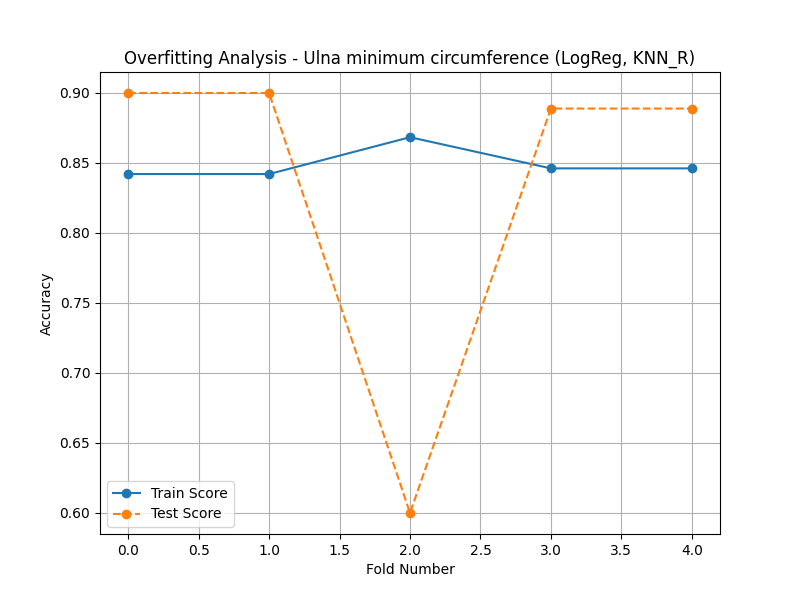 Overfitting Analysis - Ulna minimum circumference (LogReg, KNN_R)
Accuracy
0.90
0.85
0.80
0.75
0.70
0.65
0.60
Train Score
Test Score
0.0 0.5 1.0 1.5 2.0 2.5 3.0 3.5 4.0
Fold Number